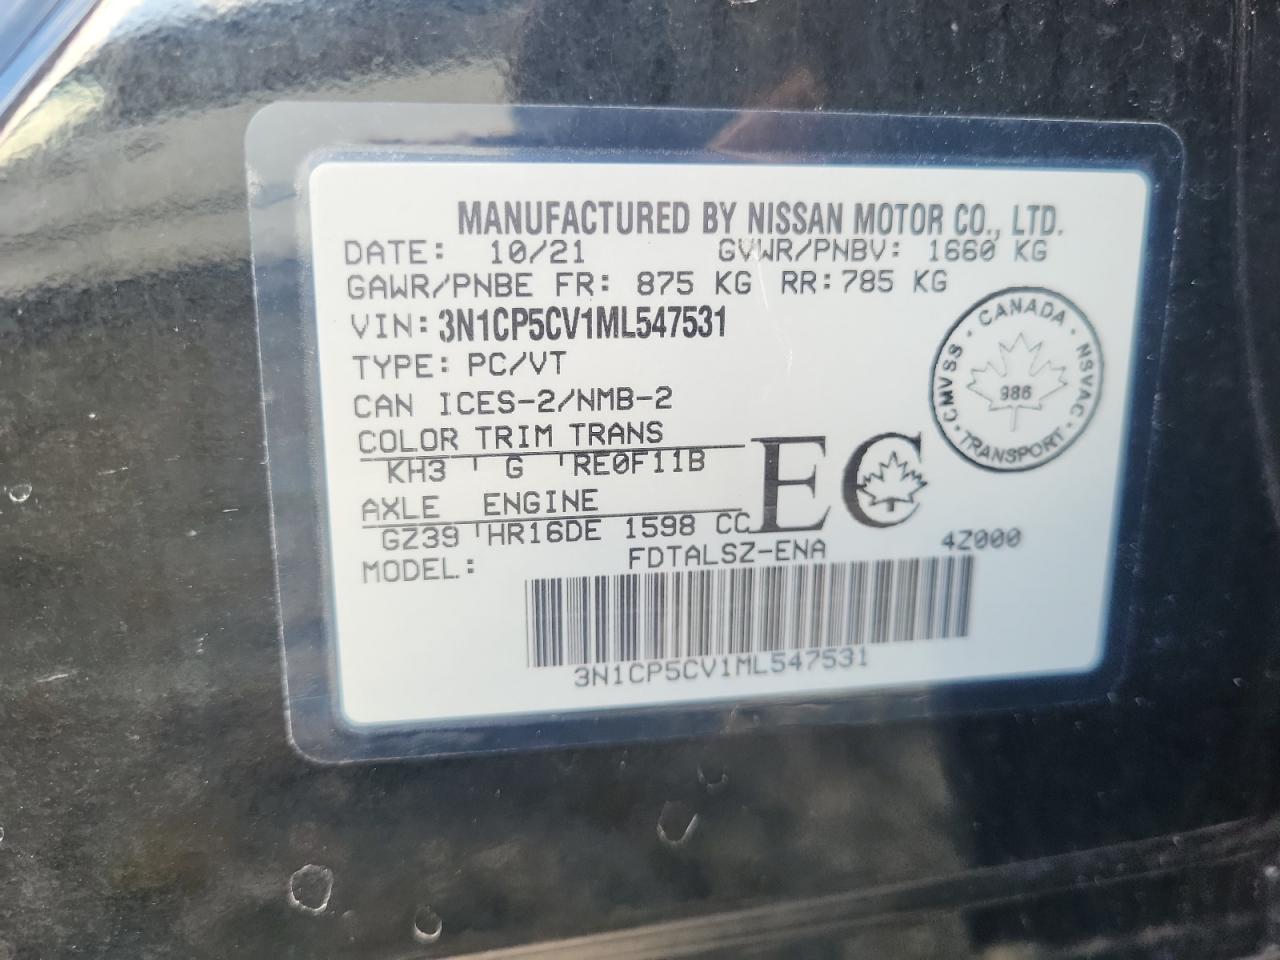 MANUFACTURED BY NISSAN MOTOR CO., LTD.
DATE: 10/21 GVWR/PNBV: 1660 KG
GAWR/PNBE FR: 875 KG RR: 785 KG
VIN: 3N1CP5CV1ML547531
TYPE: PC/VT
CAN ICES-2/NMB-2
COLOR TRIM TRANS
KH3 G RE0F11B
AXLE ENGINE
GZ39 HR16DE 1598 CC
MODEL: FDTALSZ-ENA 4Z000
3N1CP5CV1ML547531
EC
CANADA
CMVSS NSVAC
986
TRANSPORT